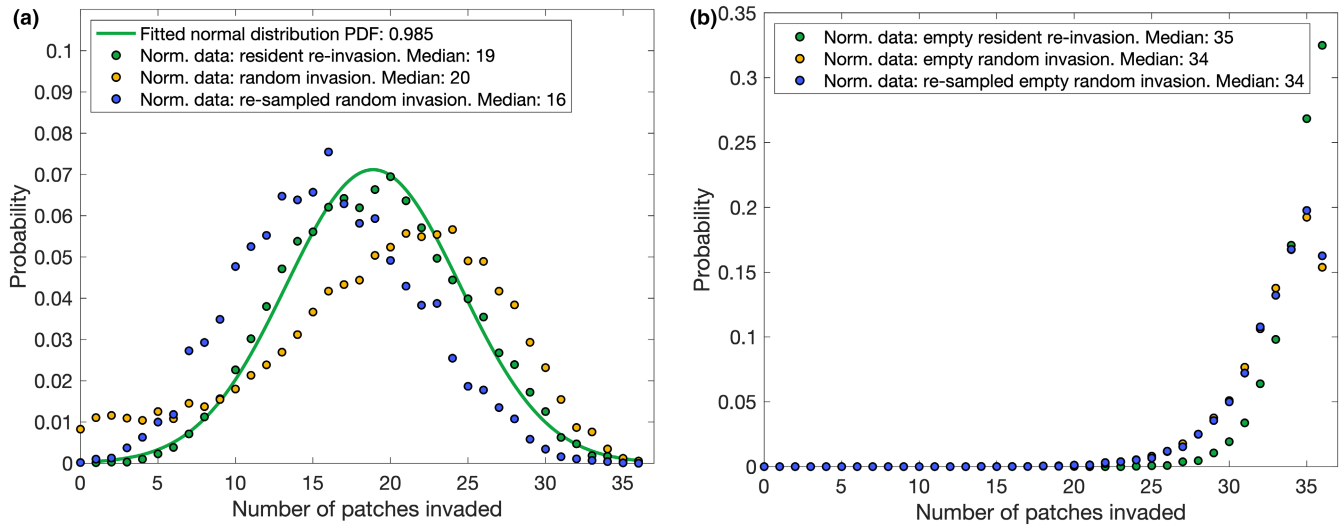 (a)
Fitted normal distribution PDF: 0.985
Norm. data: resident re-invasion. Median: 19
Norm. data: random invasion. Median: 20
Norm. data: re-sampled random invasion. Median: 16
0.1
0.09
0.08
0.07
0.06
0.05
0.04
0.03
0.02
0.01
0
Probability
0 5 10 15 20 25 30 35
Number of patches invaded
(b)
Norm. data: empty resident re-invasion. Median: 35
Norm. data: empty random invasion. Median: 34
Norm. data: re-sampled empty random invasion. Median: 34
0.35
0.3
0.25
0.2
0.15
0.1
0.05
0
Probability
0 5 10 15 20 25 30 35
Number of patches invaded